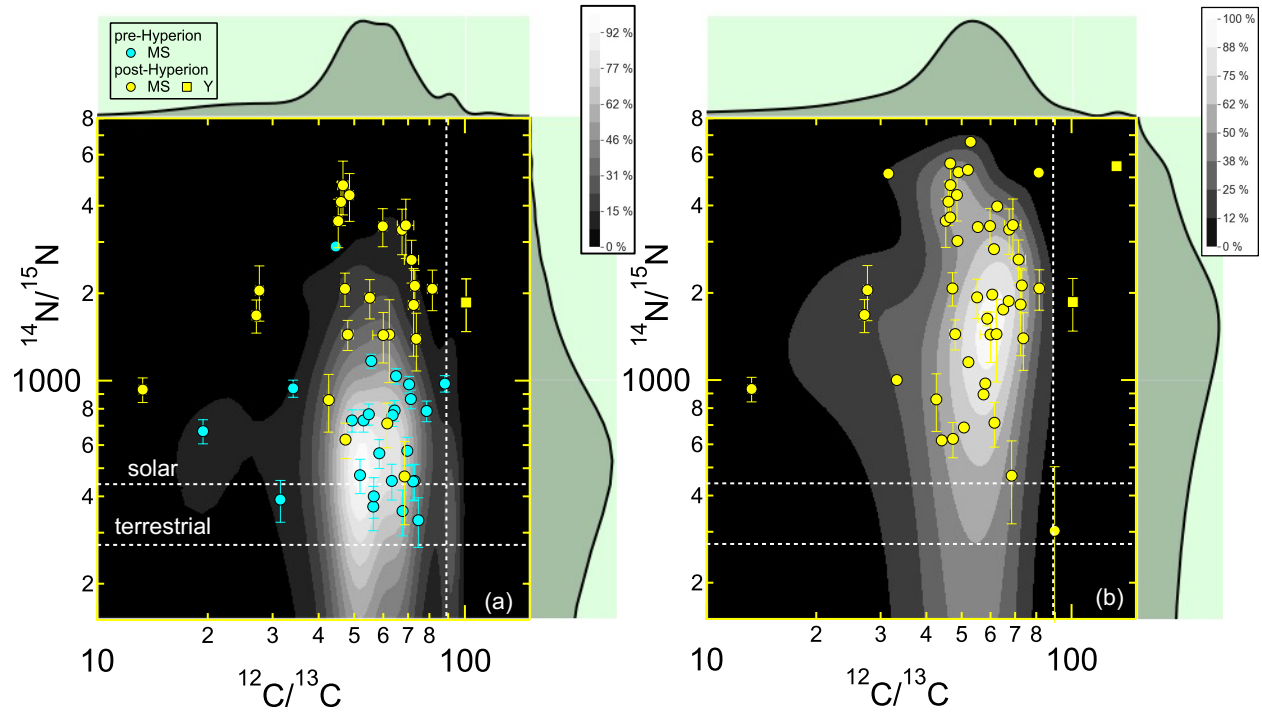 pre-Hyperion
MS
post-Hyperion
MS Y
92 %
77 %
62 %
46 %
31 %
15 %
0 %
100 %
88 %
75 %
62 %
50 %
38 %
25 %
12 %
0 %
8
6
4
2
1000
8
6
4
2
14N/15N
solar
terrestrial
(a)
2 3 4 5 6 7 8
10 100
12C/13C
8
6
4
2
1000
8
6
4
2
14N/15N
(b)
2 3 4 5 6 7 8
10 100
12C/13C